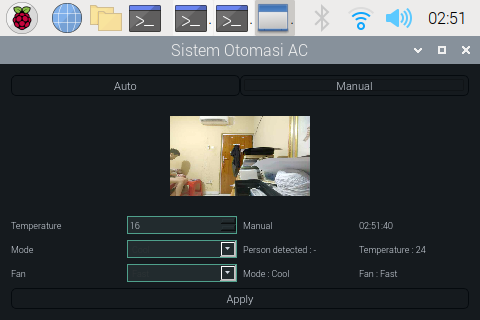 02:51
Sistem Otomasi AC
Auto Manual
Temperature 16 Manual 02:51:40
Mode Person detected : - Temperature : 24
Fan Mode : Cool Fan : Fast
Apply